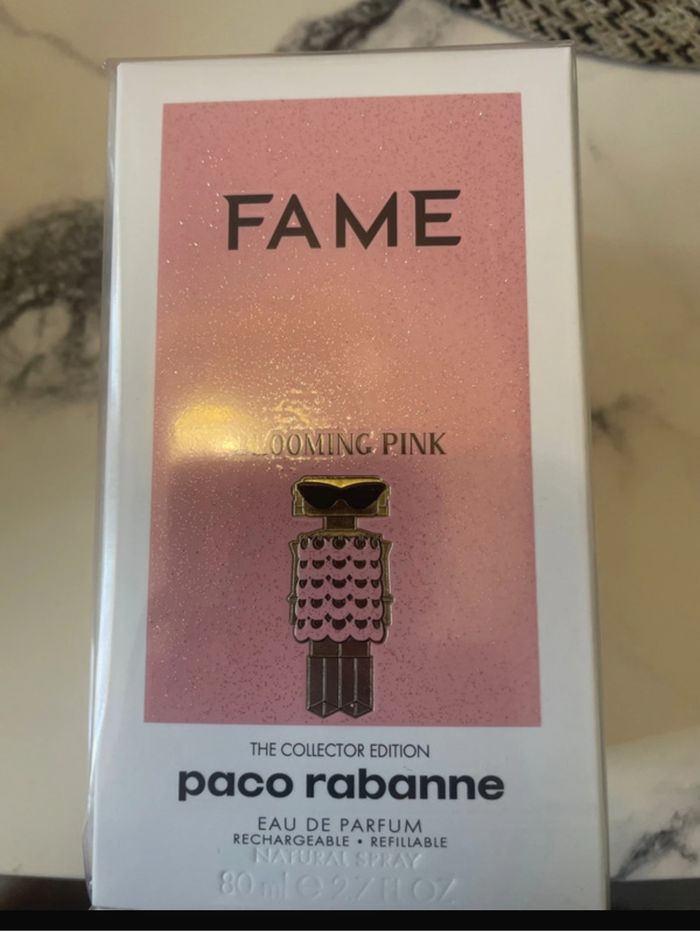 FAME
BLOOMING PINK
THE COLLECTOR EDITION
paco rabanne
EAU DE PARFUM
RECHARGEABLE • REFILLABLE
NATURAL SPRAY
80 ml e 2.7 FL OZ